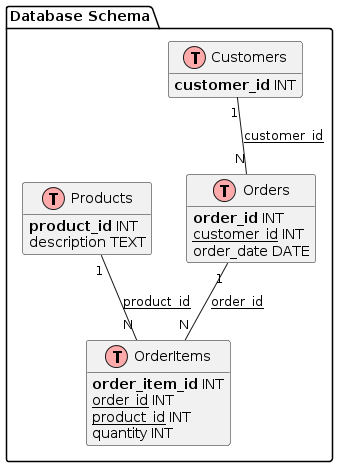 Database Schema
T Customers
customer_id INT
1
customer_id
N
T Products
product_id INT
description TEXT
T Orders
order_id INT
customer_id INT
order_date DATE
1
1
product_id
order_id
N
N
T OrderItems
order_item_id INT
order_id INT
product_id INT
quantity INT